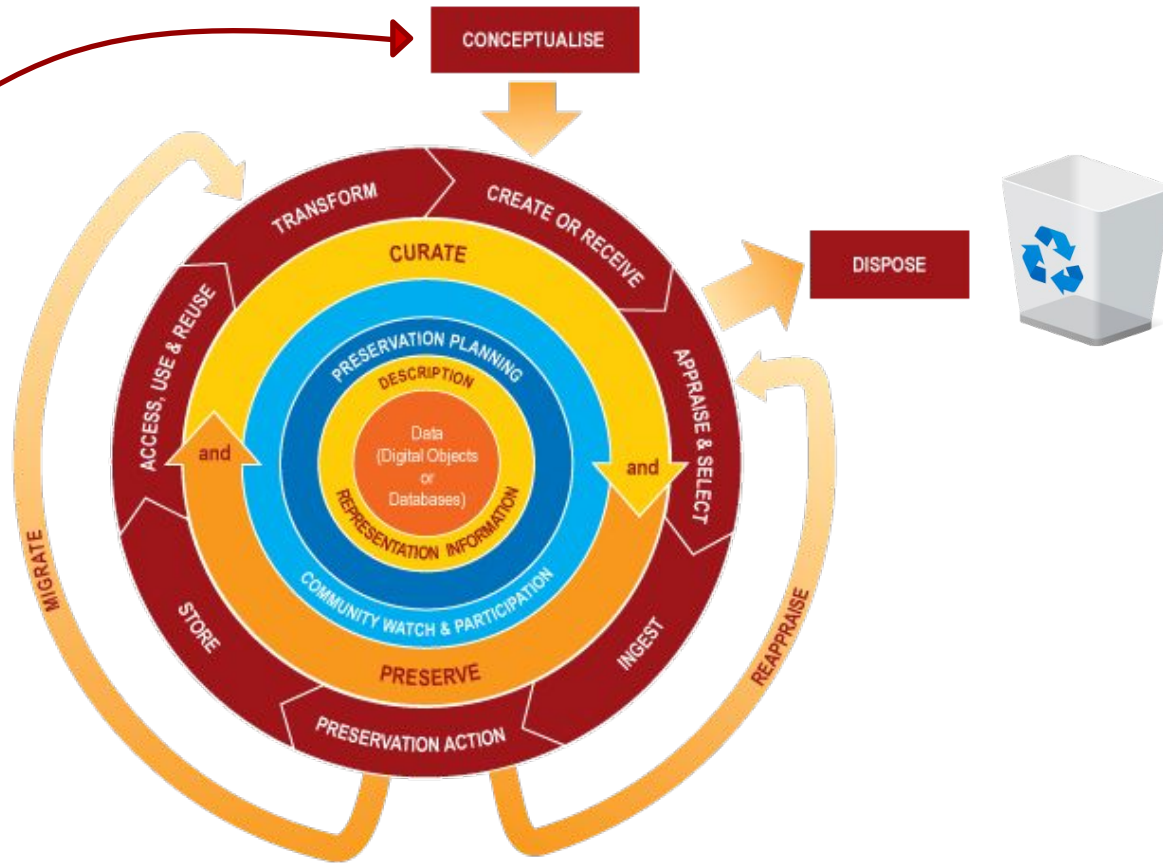 CONCEPTUALISE
TRANSFORM
CREATE OR RECEIVE
CURATE
DISPOSE
ACCESS, USE & REUSE
PRESERVATION PLANNING
APPRAISE & SELECT
DESCRIPTION
and
Data
(Digital Objects
or
Databases)
and
REPRESENTATION INFORMATION
COMMUNITY WATCH & PARTICIPATION
MIGRATE
STORE
INGEST
REAPPRAISE
PRESERVE
PRESERVATION ACTION